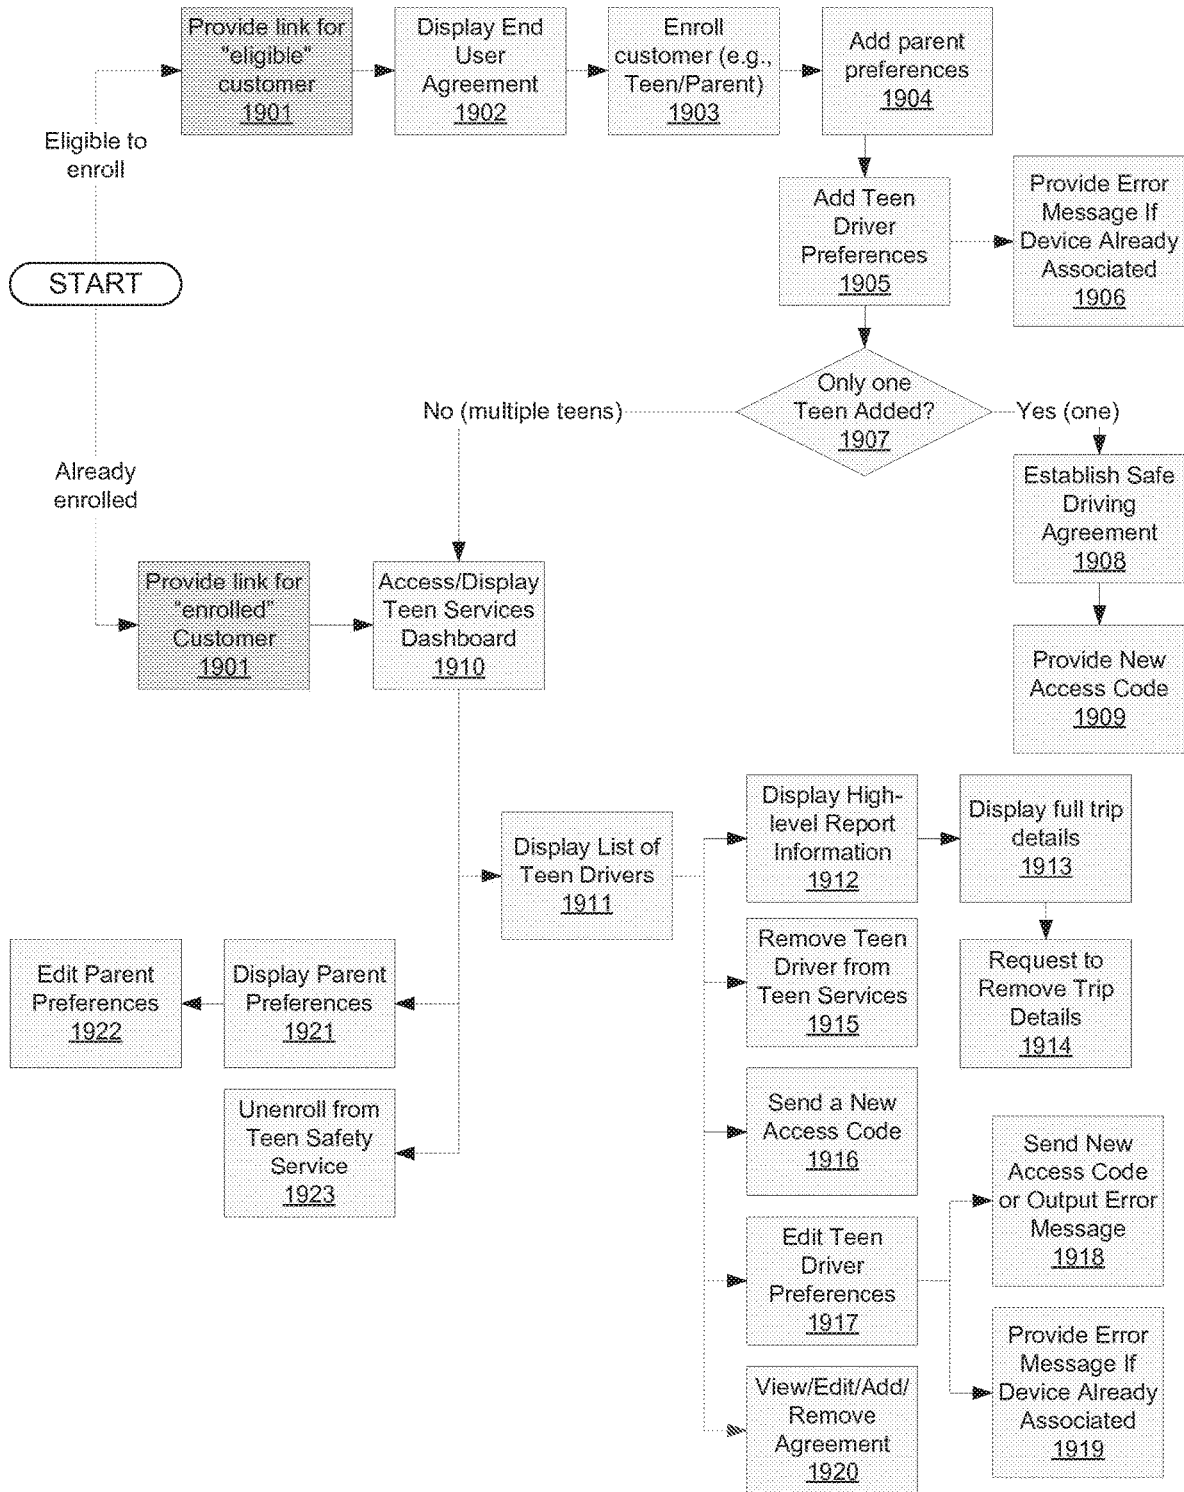 Provide link for
"eligible"
customer
1901
Display End
User
Agreement
1902
Enroll
customer (e.g.,
Teen/Parent)
1903
Add parent
preferences
1904
Eligible to
enroll
START
Add Teen
Driver
Preferences
1905
Provide Error
Message If
Device Already
Associated
1906
Only one
Teen Added?
1907
No (multiple teens)
Yes (one)
Already
enrolled
Establish Safe
Driving
Agreement
1908
Provide link for
“enrolled”
Customer
1901
Access/Display
Teen Services
Dashboard
1910
Provide New
Access Code
1909
Display List of
Teen Drivers
1911
Display High-
level Report
Information
1912
Display full trip
details
1913
Request to
Remove Trip
Details
1914
Remove Teen
Driver from
Teen Services
1915
Edit Parent
Preferences
1922
Display Parent
Preferences
1921
Unenroll from
Teen Safety
Service
1923
Send a New
Access Code
1916
Edit Teen
Driver
Preferences
1917
Send New
Access Code
or Output Error
Message
1918
Provide Error
Message If
Device Already
Associated
1919
View/Edit/Add/
Remove
Agreement
1920